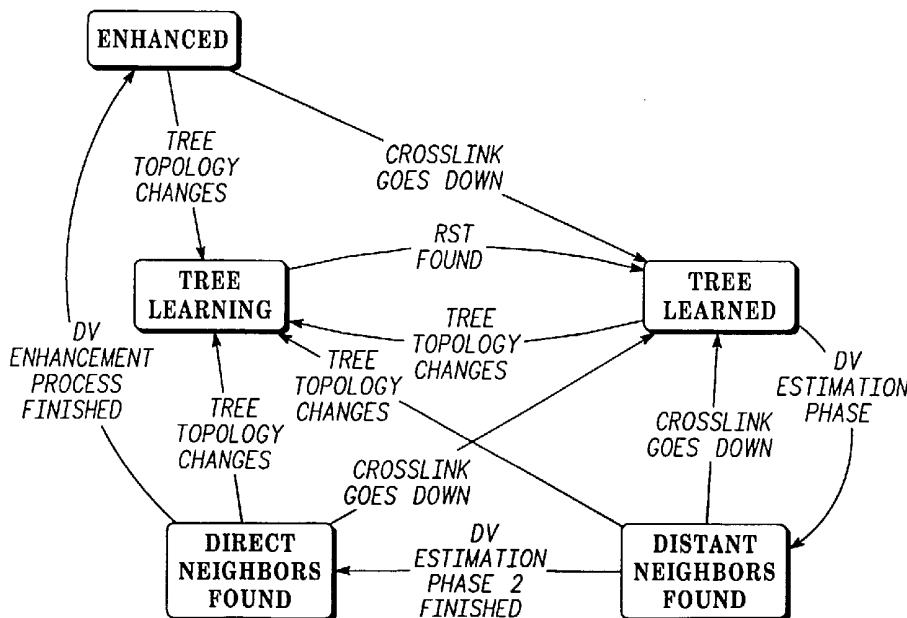 ENHANCED
TREE
TOPOLOGY
CHANGES
CROSSLINK
GOES DOWN
RST
FOUND
TREE
LEARNING
TREE
LEARNED
TREE
TOPOLOGY
CHANGES
DV
ENHANCEMENT
PROCESS
FINISHED
TREE
TOPOLOGY
CHANGES
DV
ESTIMATION
PHASE
TREE
TOPOLOGY
CHANGES
CROSSLINK
GOES DOWN
CROSSLINK
GOES DOWN
DIRECT
NEIGHBORS
FOUND
DV
ESTIMATION
PHASE 2
FINISHED
DISTANT
NEIGHBORS
FOUND